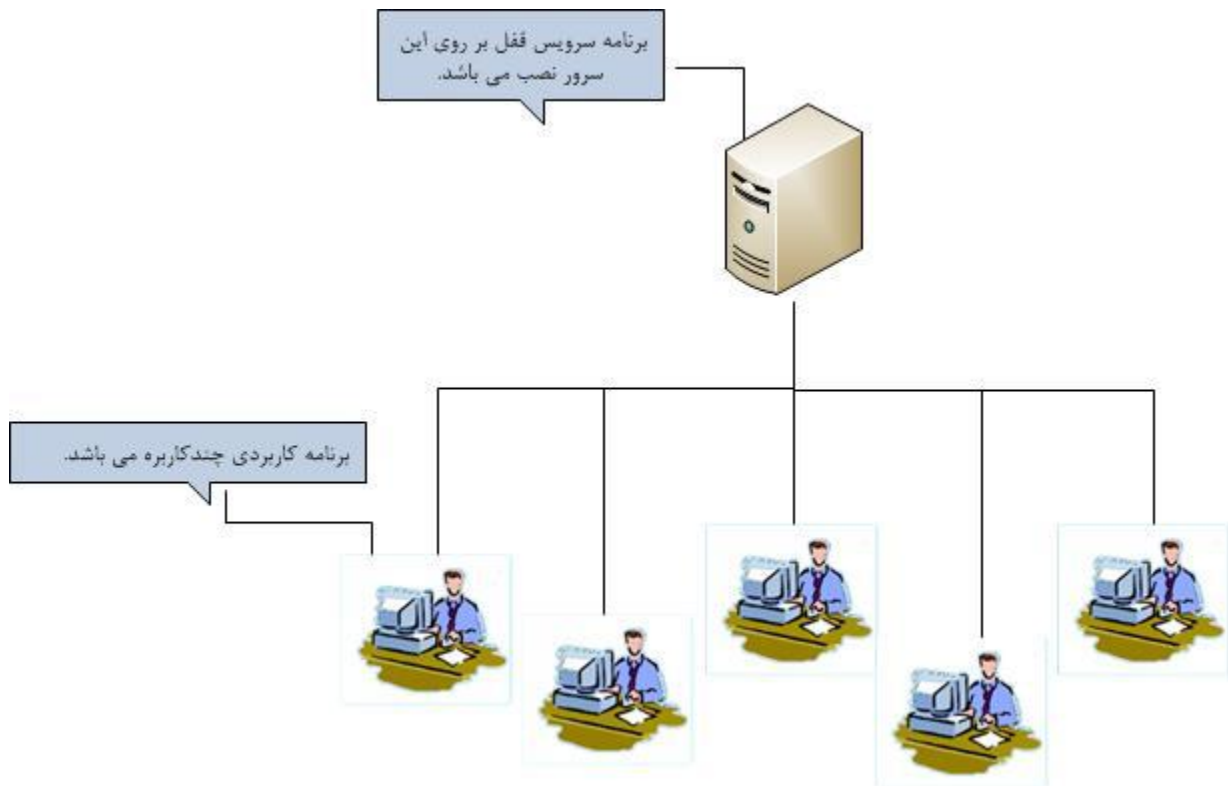 برنامه سرویس قفل بر روی این
سرور نصب می باشد.
برنامه کاربردی چندکاربره می باشد.